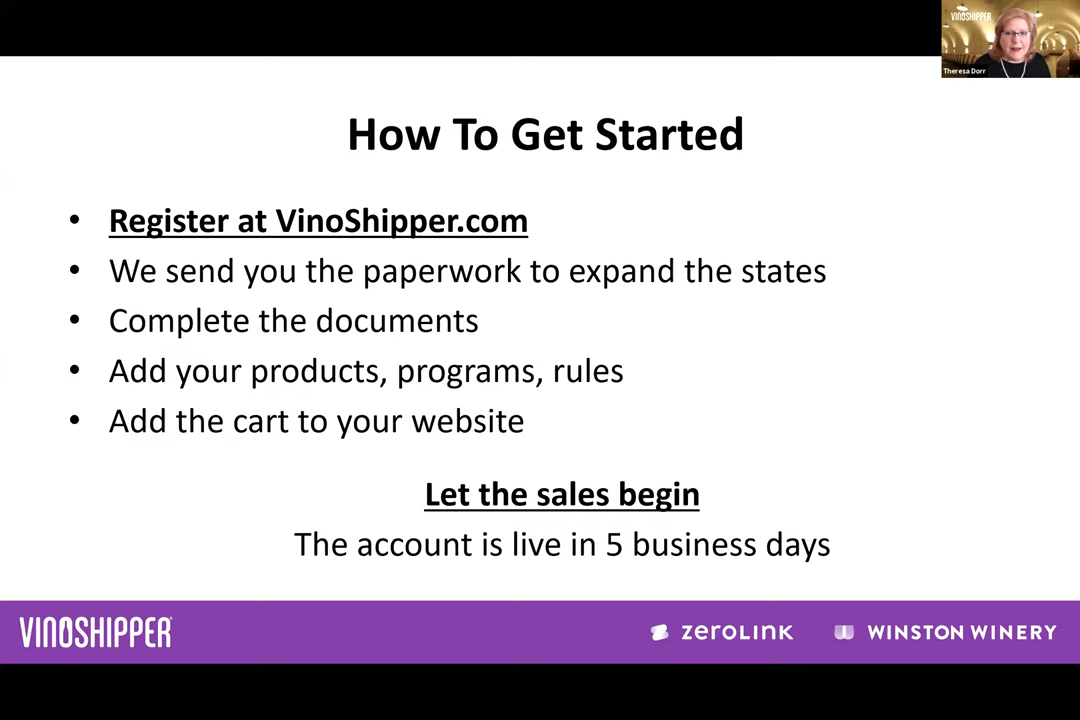 VINOSHIPPER
Theresa Dorr
How To Get Started
• Register at VinoShipper.com
• We send you the paperwork to expand the states
• Complete the documents
• Add your products, programs, rules
• Add the cart to your website
Let the sales begin
The account is live in 5 business days
VINOSHIPPER
zeroLINK
WINSTON WINERY